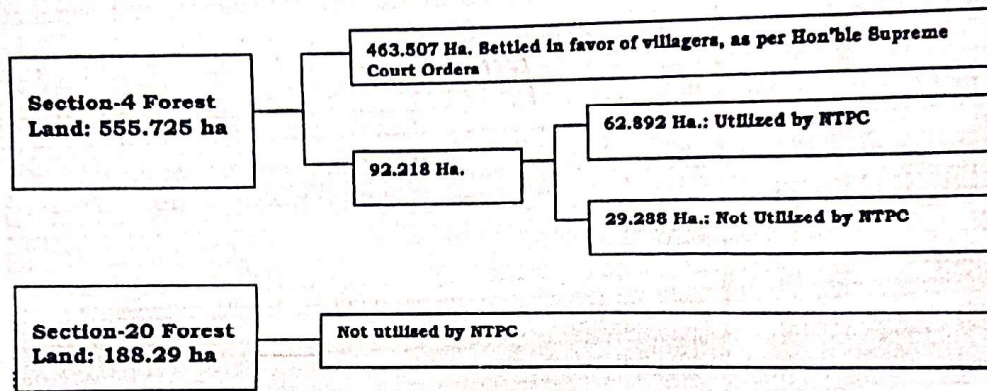 463.507 Ha. Settled in favor of villagers, as per Hon'ble Supreme
Court Orders
Section-4 Forest
Land: 555.725 ha
62.892 Ha.: Utilized by NTPC
92.218 Ha.
29.288 Ha.: Not Utilized by NTPC
Section-20 Forest
Land: 188.29 ha
Not utilised by NTPC